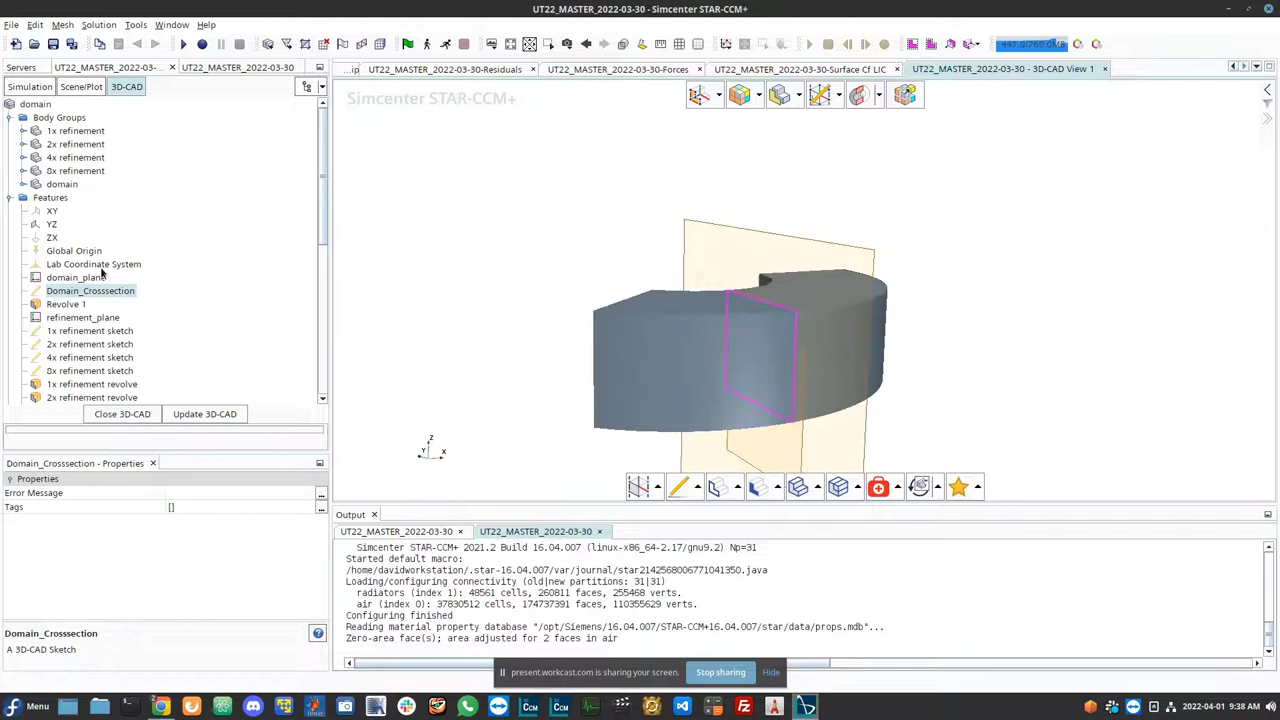 UT22_MASTER_2022-03-30 - Simcenter STAR-CCM+
File Edit Mesh Solution Tools Window Help
447.0/768.0MB
Servers UT22_MASTER_2022-03-... × UT22_MASTER_2022-03-30
...ip UT22_MASTER_2022-03-30-Residuals × UT22_MASTER_2022-03-30-Forces × UT22_MASTER_2022-03-30-Surface Cf LIC × UT22_MASTER_2022-03-30 - 3D-CAD View 1 ×
Simulation Scene/Plot 3D-CAD
Simcenter STAR-CCM+
domain
Body Groups
1x refinement
2x refinement
4x refinement
8x refinement
domain
Features
XY
YZ
ZX
Global Origin
Lab Coordinate System
domain_plane
Domain_Crosssection
Revolve 1
refinement_plane
1x refinement sketch
2x refinement sketch
4x refinement sketch
8x refinement sketch
1x refinement revolve
2x refinement revolve
Close 3D-CAD Update 3D-CAD
Z
Y X
Domain_Crosssection - Properties ×
Properties
Error Message
Tags []
Domain_Crosssection
A 3D-CAD Sketch
Output ×
UT22_MASTER_2022-03-30 × UT22_MASTER_2022-03-30 ×
Simcenter STAR-CCM+ 2021.2 Build 16.04.007 (linux-x86_64-2.17/gnu9.2) Np=31
Started default macro:
/home/davidworkstation/.star-16.04.007/var/journal/star2142568006771041350.java
Loading/configuring connectivity (old|new partitions: 31|31)
radiators (index 1): 48561 cells, 260811 faces, 255468 verts.
air (index 0): 37830512 cells, 174737391 faces, 110355629 verts.
Configuring finished
Reading material property database "/opt/Siemens/16.04.007/STAR-CCM+16.04.007/star/data/props.mdb"...
Zero-area face(s); area adjusted for 2 faces in air
present.workcast.com is sharing your screen. Stop sharing Hide
Menu
2022-04-01 9:38 AM